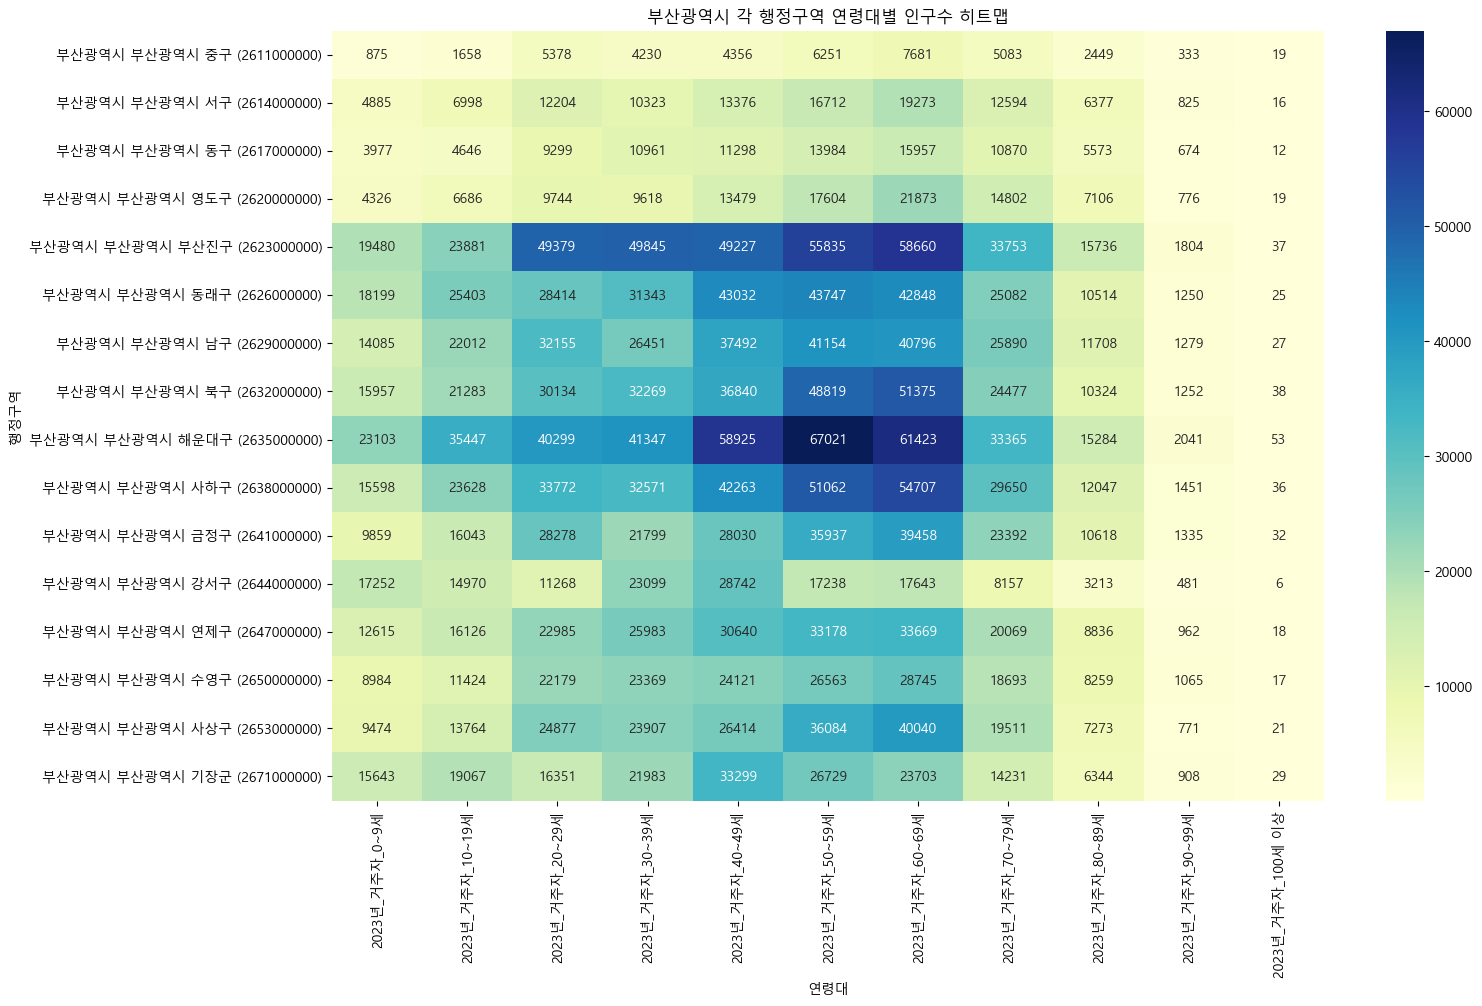 부산광역시 각 행정구역 연령대별 인구수 히트맵
행정구역
부산광역시 부산광역시 중구 (2611000000) 875 1658 5378 4230 4356 6251 7681 5083 2449 333 19
부산광역시 부산광역시 서구 (2614000000) 4885 6998 12204 10323 13376 16712 19273 12594 6377 825 16
부산광역시 부산광역시 동구 (2617000000) 3977 4646 9299 10961 11298 13984 15957 10870 5573 674 12
부산광역시 부산광역시 영도구 (2620000000) 4326 6686 9744 9618 13479 17604 21873 14802 7106 776 19
부산광역시 부산광역시 부산진구 (2623000000) 19480 23881 49379 49845 49227 55835 58660 33753 15736 1804 37
부산광역시 부산광역시 동래구 (2626000000) 18199 25403 28414 31343 43032 43747 42848 25082 10514 1250 25
부산광역시 부산광역시 남구 (2629000000) 14085 22012 32155 26451 37492 41154 40796 25890 11708 1279 27
부산광역시 부산광역시 북구 (2632000000) 15957 21283 30134 32269 36840 48819 51375 24477 10324 1252 38
부산광역시 부산광역시 해운대구 (2635000000) 23103 35447 40299 41347 58925 67021 61423 33365 15284 2041 53
부산광역시 부산광역시 사하구 (2638000000) 15598 23628 33772 32571 42263 51062 54707 29650 12047 1451 36
부산광역시 부산광역시 금정구 (2641000000) 9859 16043 28278 21799 28030 35937 39458 23392 10618 1335 32
부산광역시 부산광역시 강서구 (2644000000) 17252 14970 11268 23099 28742 17238 17643 8157 3213 481 6
부산광역시 부산광역시 연제구 (2647000000) 12615 16126 22985 25983 30640 33178 33669 20069 8836 962 18
부산광역시 부산광역시 수영구 (2650000000) 8984 11424 22179 23369 24121 26563 28745 18693 8259 1065 17
부산광역시 부산광역시 사상구 (2653000000) 9474 13764 24877 23907 26414 36084 40040 19511 7273 771 21
부산광역시 부산광역시 기장군 (2671000000) 15643 19067 16351 21983 33299 26729 23703 14231 6344 908 29
2023년_거주자_0~9세
2023년_거주자_10~19세
2023년_거주자_20~29세
2023년_거주자_30~39세
2023년_거주자_40~49세
2023년_거주자_50~59세
2023년_거주자_60~69세
2023년_거주자_70~79세
2023년_거주자_80~89세
2023년_거주자_90~99세
2023년_거주자_100세 이상
연령대
60000
50000
40000
30000
20000
10000